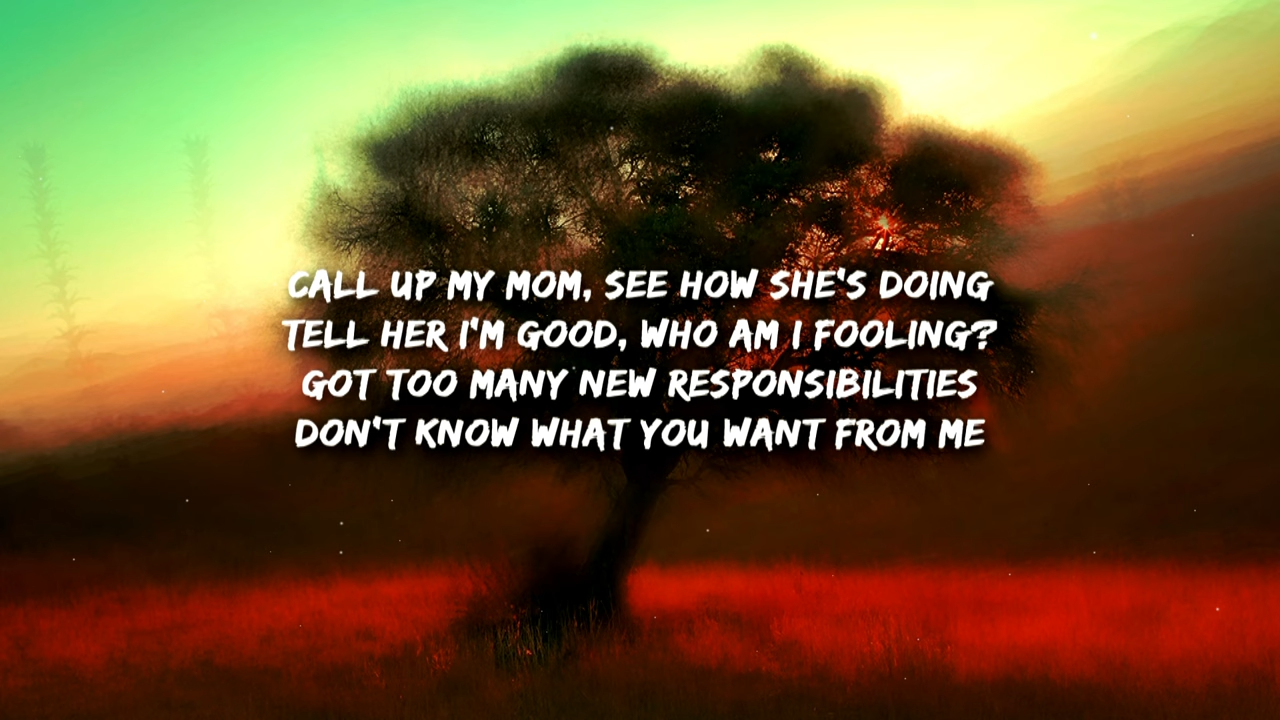 CALL UP MY MOM, SEE HOW SHE'S DOING
TELL HER I'M GOOD, WHO AM I FOOLING?
GOT TOO MANY NEW RESPONSIBILITIES
DON'T KNOW WHAT YOU WANT FROM ME